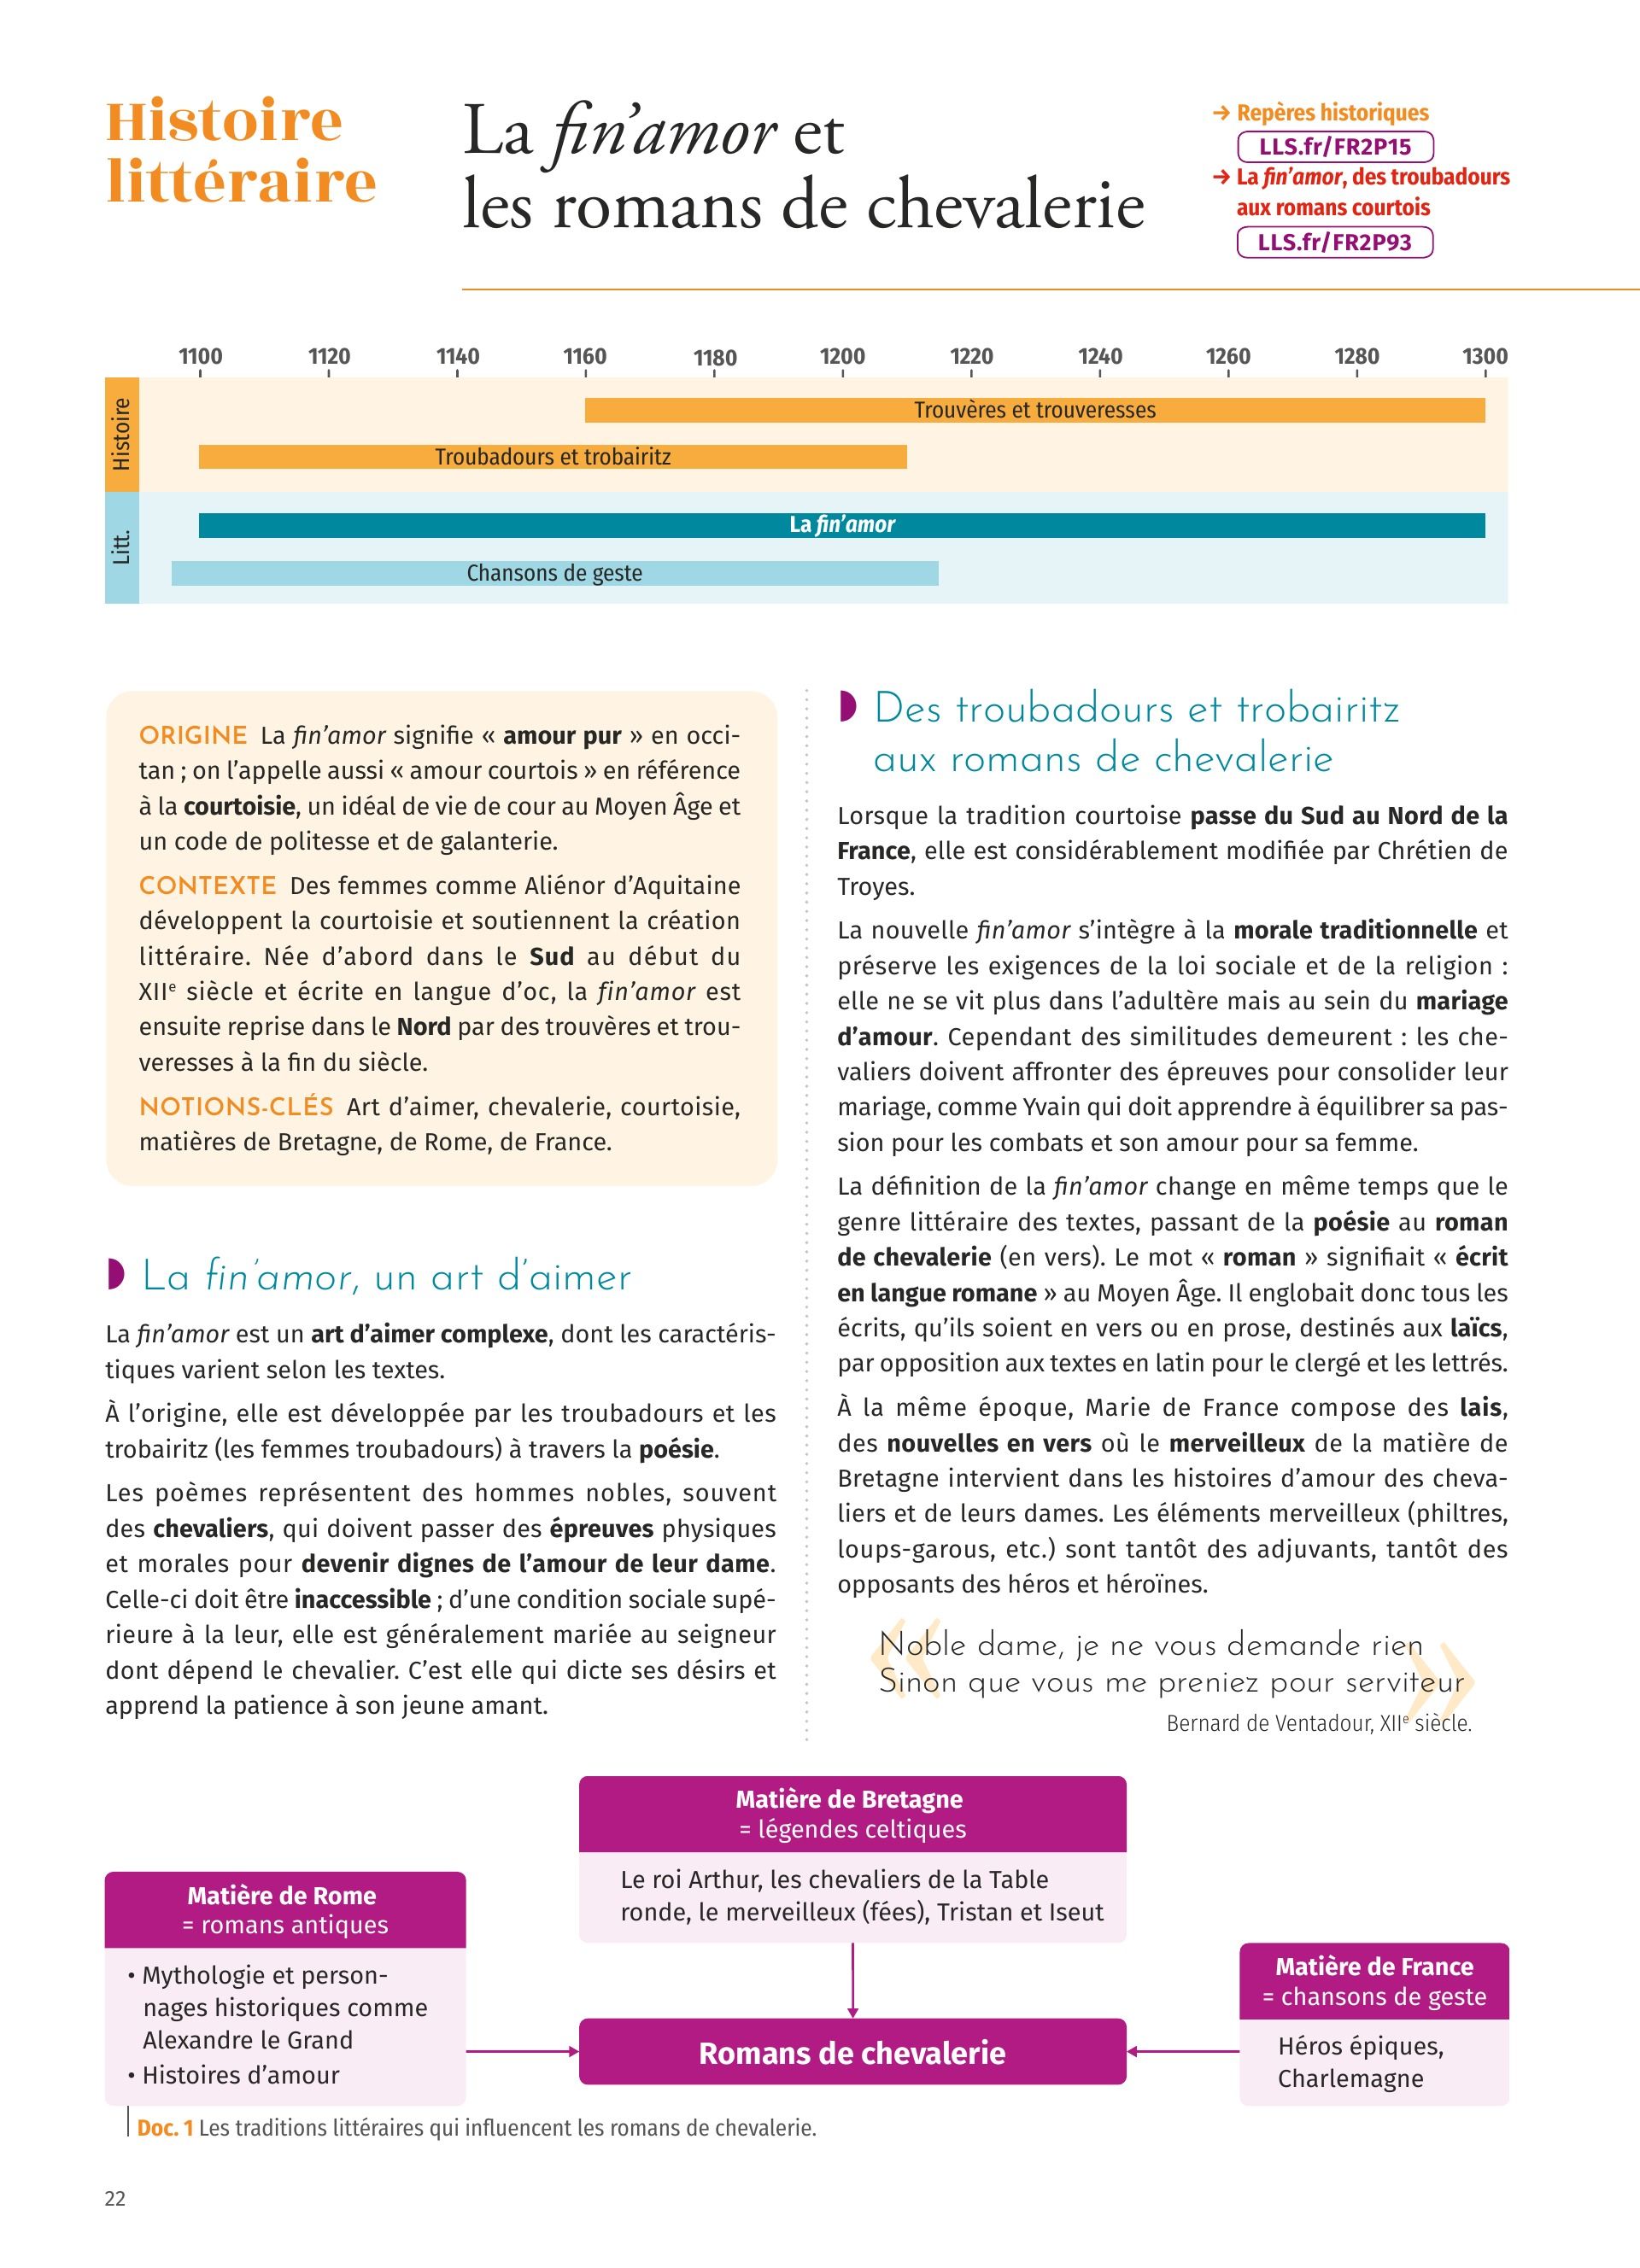 Histoire
littéraire
La fin’amor et
les romans de chevalerie
→ Repères historiques
LLS.fr/FR2P15
→ La fin’amor, des troubadours
aux romans courtois
LLS.fr/FR2P93
1100 1120 1140 1160 1180 1200 1220 1240 1260 1280 1300
Histoire
Trouvères et trouveresses
Troubadours et trobairitz
Litt.
La fin’amor
Chansons de geste
ORIGINE La fin’amor signifie « amour pur » en occi-
tan ; on l’appelle aussi « amour courtois » en référence
à la courtoisie, un idéal de vie de cour au Moyen Âge et
un code de politesse et de galanterie.
CONTEXTE Des femmes comme Aliénor d’Aquitaine
développent la courtoisie et soutiennent la création
littéraire. Née d’abord dans le Sud au début du
XIIe siècle et écrite en langue d’oc, la fin’amor est
ensuite reprise dans le Nord par des trouvères et trou-
veresses à la fin du siècle.
NOTIONS-CLÉS Art d’aimer, chevalerie, courtoisie,
matières de Bretagne, de Rome, de France.
La fin’amor, un art d’aimer
La fin’amor est un art d’aimer complexe, dont les caractéris-
tiques varient selon les textes.
À l’origine, elle est développée par les troubadours et les
trobairitz (les femmes troubadours) à travers la poésie.
Les poèmes représentent des hommes nobles, souvent
des chevaliers, qui doivent passer des épreuves physiques
et morales pour devenir dignes de l’amour de leur dame.
Celle-ci doit être inaccessible ; d’une condition sociale supé-
rieure à la leur, elle est généralement mariée au seigneur
dont dépend le chevalier. C’est elle qui dicte ses désirs et
apprend la patience à son jeune amant.
Des troubadours et trobairitz
aux romans de chevalerie
Lorsque la tradition courtoise passe du Sud au Nord de la
France, elle est considérablement modifiée par Chrétien de
Troyes.
La nouvelle fin’amor s’intègre à la morale traditionnelle et
préserve les exigences de la loi sociale et de la religion :
elle ne se vit plus dans l’adultère mais au sein du mariage
d’amour. Cependant des similitudes demeurent : les che-
valiers doivent affronter des épreuves pour consolider leur
mariage, comme Yvain qui doit apprendre à équilibrer sa pas-
sion pour les combats et son amour pour sa femme.
La définition de la fin’amor change en même temps que le
genre littéraire des textes, passant de la poésie au roman
de chevalerie (en vers). Le mot « roman » signifiait « écrit
en langue romane » au Moyen Âge. Il englobait donc tous les
écrits, qu’ils soient en vers ou en prose, destinés aux laïcs,
par opposition aux textes en latin pour le clergé et les lettrés.
À la même époque, Marie de France compose des lais,
des nouvelles en vers où le merveilleux de la matière de
Bretagne intervient dans les histoires d’amour des cheva-
liers et de leurs dames. Les éléments merveilleux (philtres,
loups-garous, etc.) sont tantôt des adjuvants, tantôt des
opposants des héros et héroïnes.
« Noble dame, je ne vous demande rien
Sinon que vous me preniez pour serviteur »
Bernard de Ventadour, XIIe siècle.
Matière de Bretagne
= légendes celtiques
Le roi Arthur, les chevaliers de la Table
ronde, le merveilleux (fées), Tristan et Iseut
Matière de Rome
= romans antiques
• Mythologie et person-
nages historiques comme
Alexandre le Grand
• Histoires d’amour
Matière de France
= chansons de geste
Héros épiques,
Charlemagne
Romans de chevalerie
Doc. 1 Les traditions littéraires qui influencent les romans de chevalerie.
22